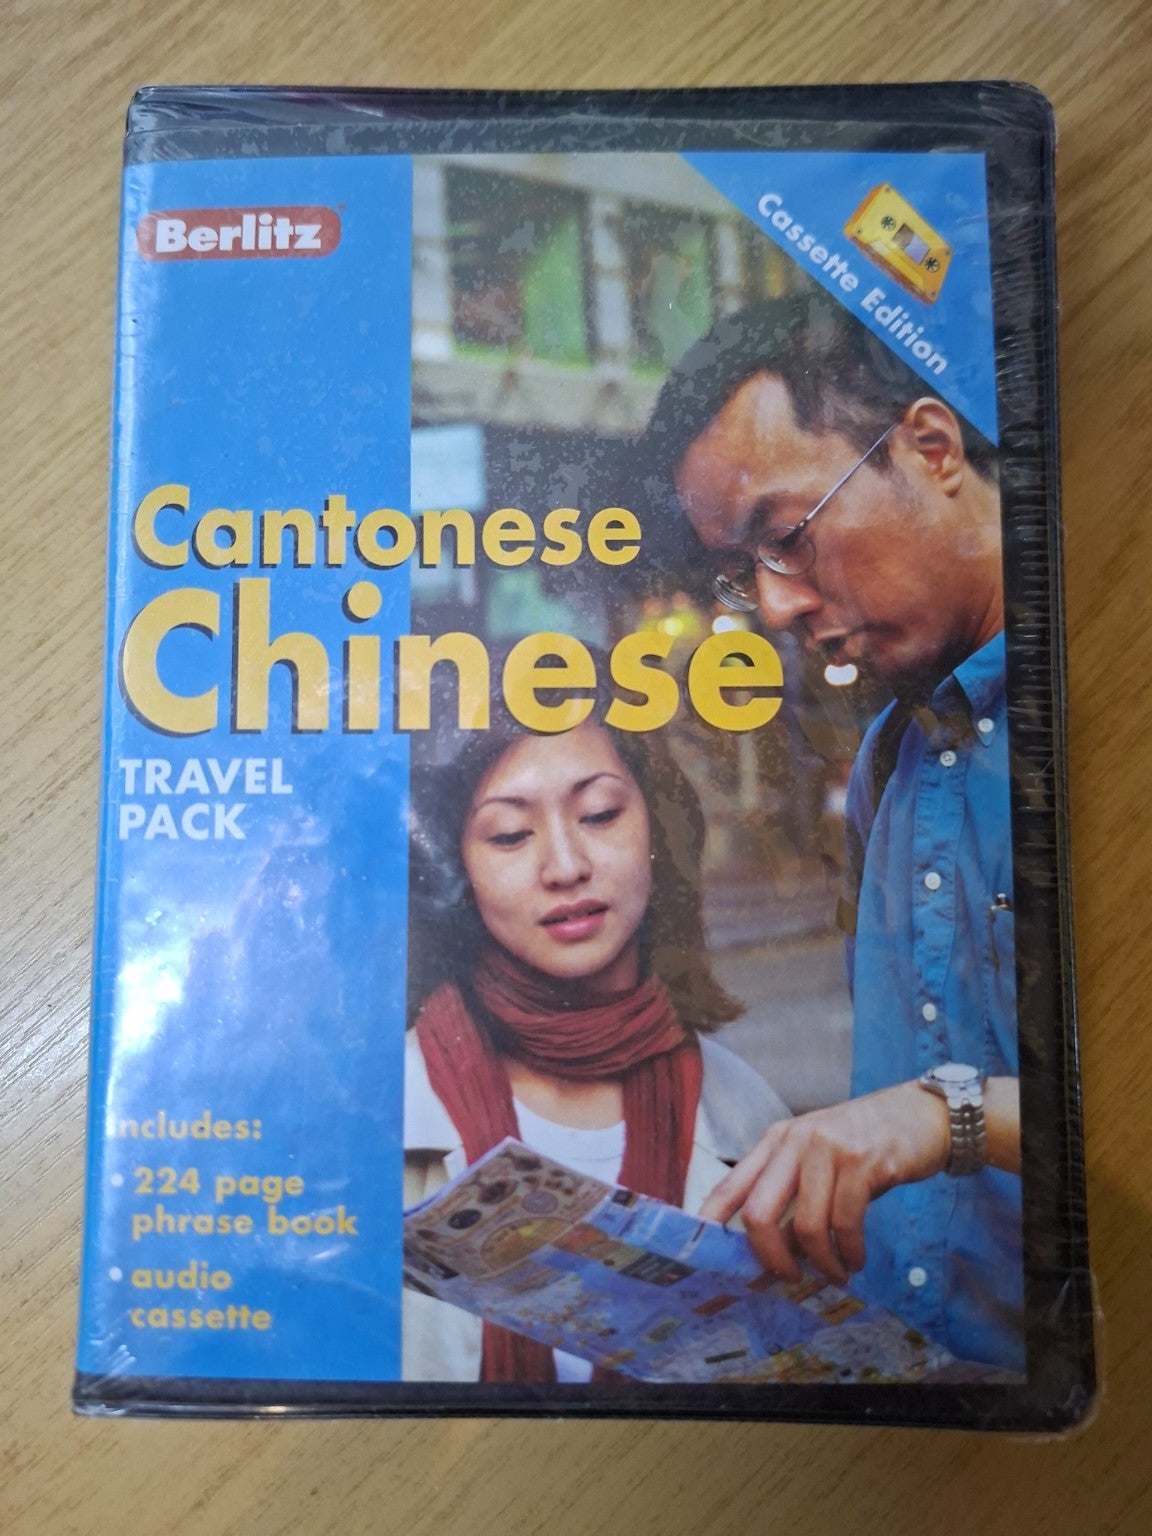 Berlitz
Cassette Edition
Cantonese
Chinese
TRAVEL
PACK
includes:
• 224 page
phrase book
• audio
cassette